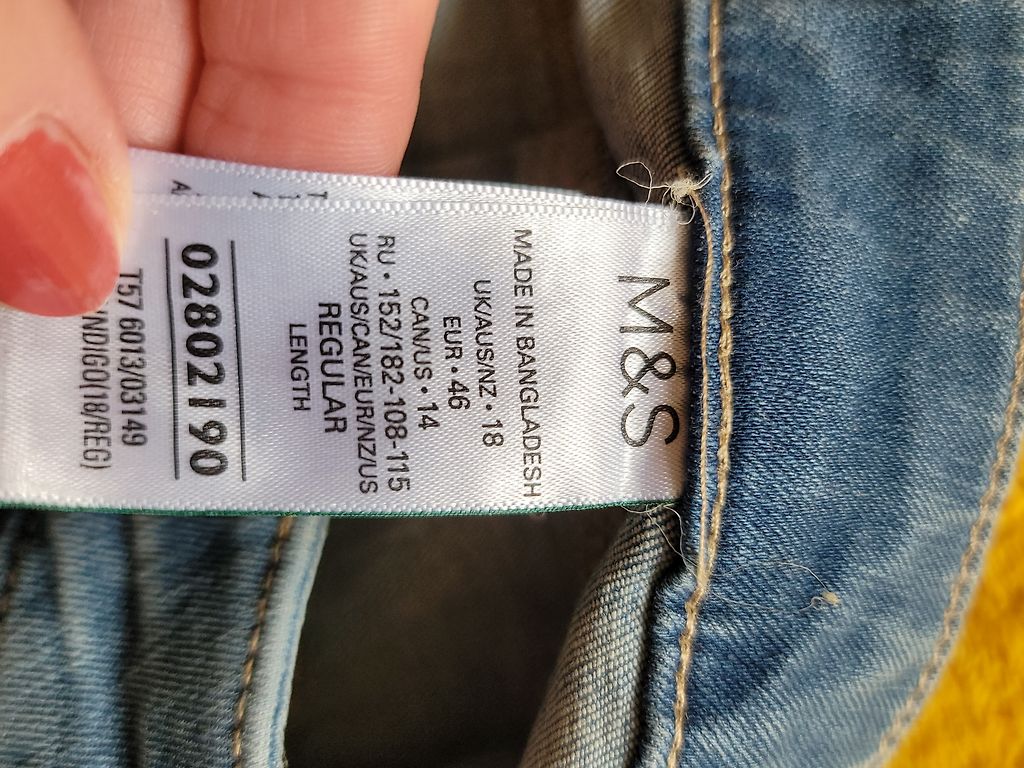 M&S
MADE IN BANGLADESH
UK/AUS/NZ • 18
EUR • 46
CAN/US • 14
RU • 152/182-108-115
UK/AUS/CAN/EUR/NZ/US
REGULAR
LENGTH
02802190
T57 6013/03149
INDIGO(18/REG)